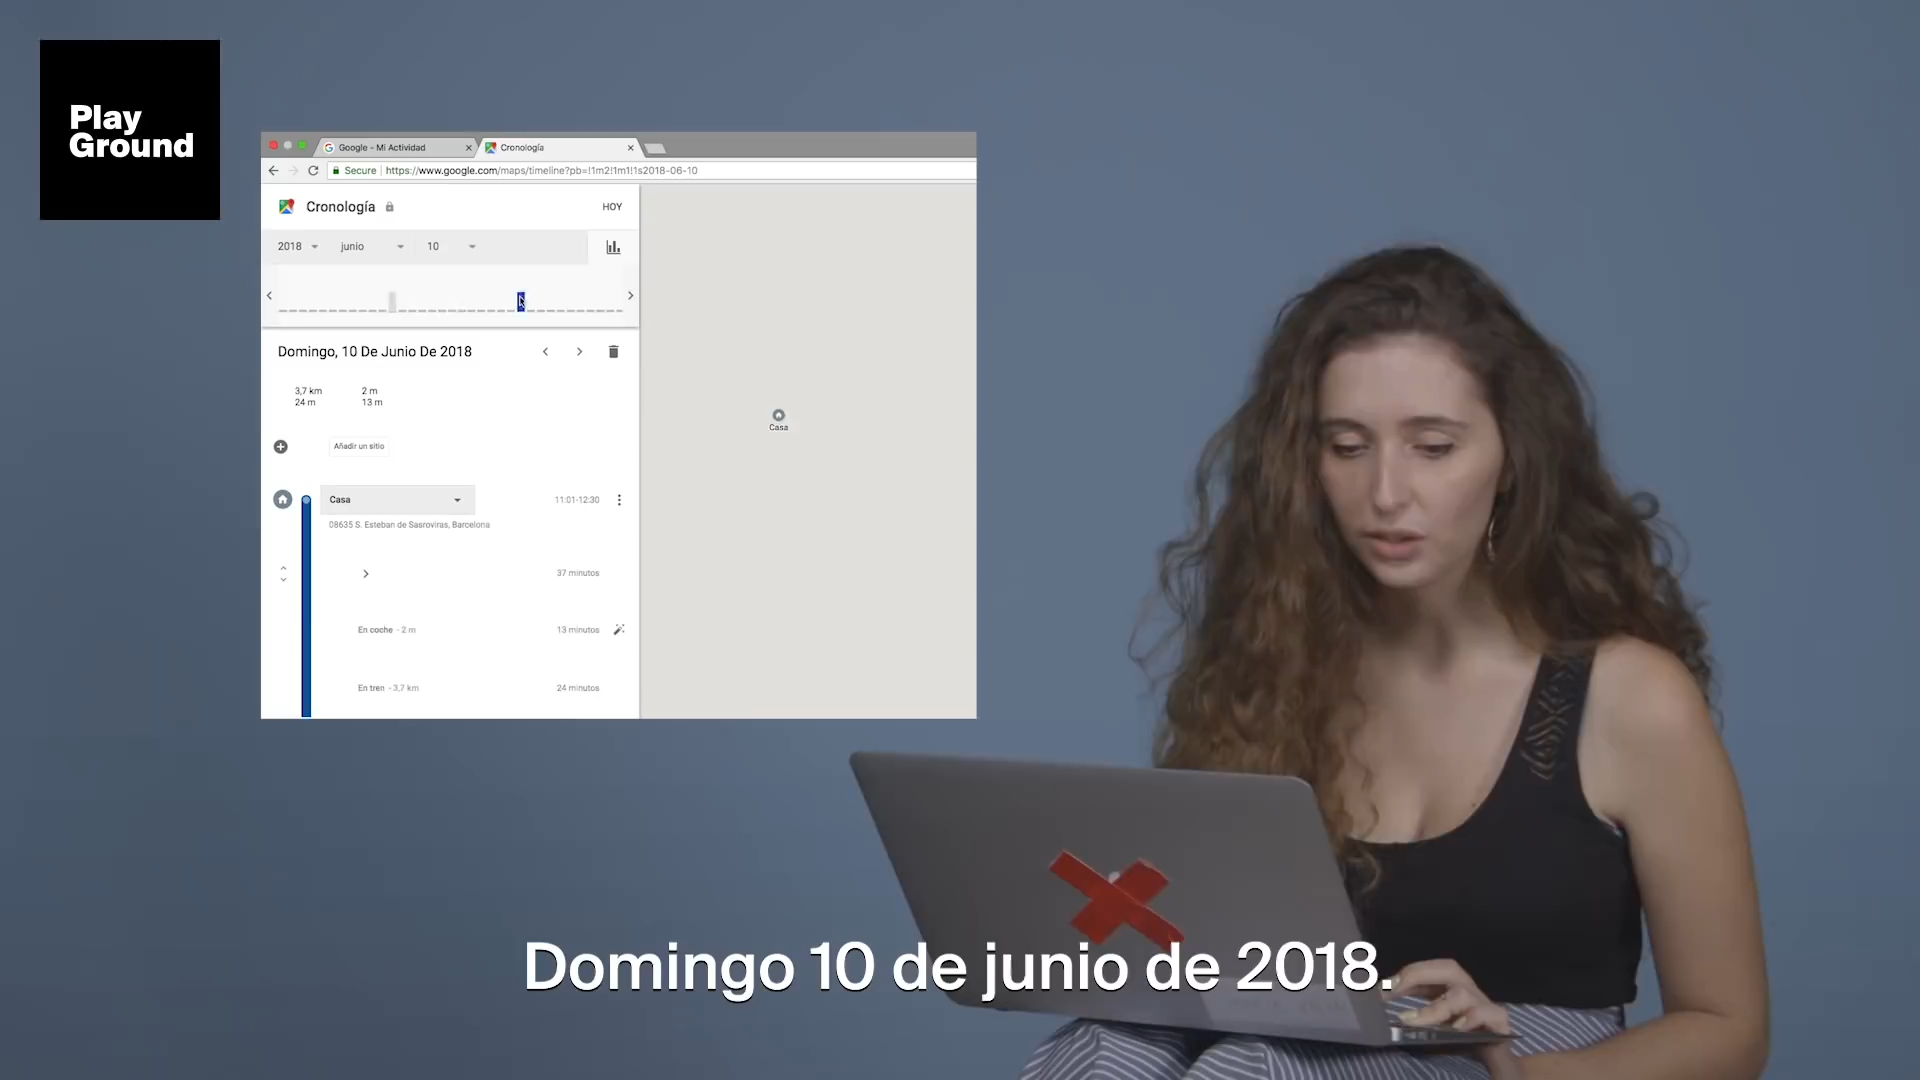 Play
Ground
Google - Mi Actividad
Cronología
Secure
https://www.google.com/maps/timeline?pb=!1m2!1m1!1s2018-06-10
Cronología
HOY
2018
junio
10
Domingo, 10 De Junio De 2018
3,7 km
2 m
24 m
13 m
Añadir un sitio
Casa
11:01-12:30
08635 S. Esteban de Sasroviras, Barcelona
37 minutos
En coche - 2 m
13 minutos
En tren - 3,7 km
24 minutos
Casa
Domingo 10 de junio de 2018.